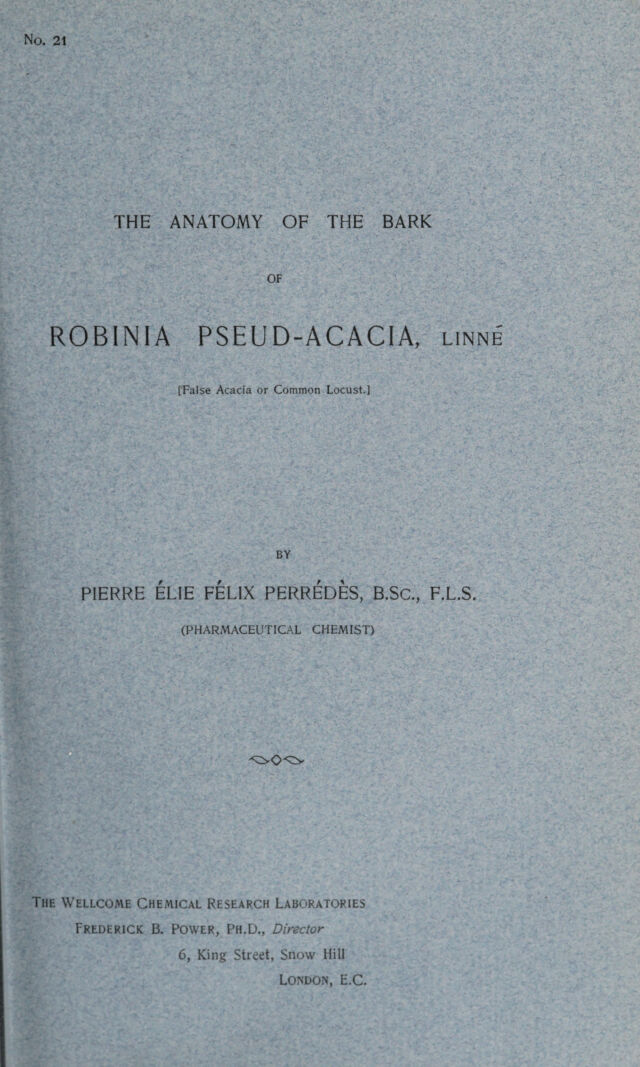 No. 21
THE ANATOMY OF THE BARK
OF
ROBINIA PSEUD-ACACIA, LINNÉ
[False Acacia or Common Locust.]
BY
PIERRE ÉLIE FÉLIX PERRÉDÈS, B.Sc., F.L.S.
(PHARMACEUTICAL CHEMIST)
THE WELLCOME CHEMICAL RESEARCH LABORATORIES
FREDERICK B. POWER, PH.D., Director
6, King Street, Snow Hill
LONDON, E.C.